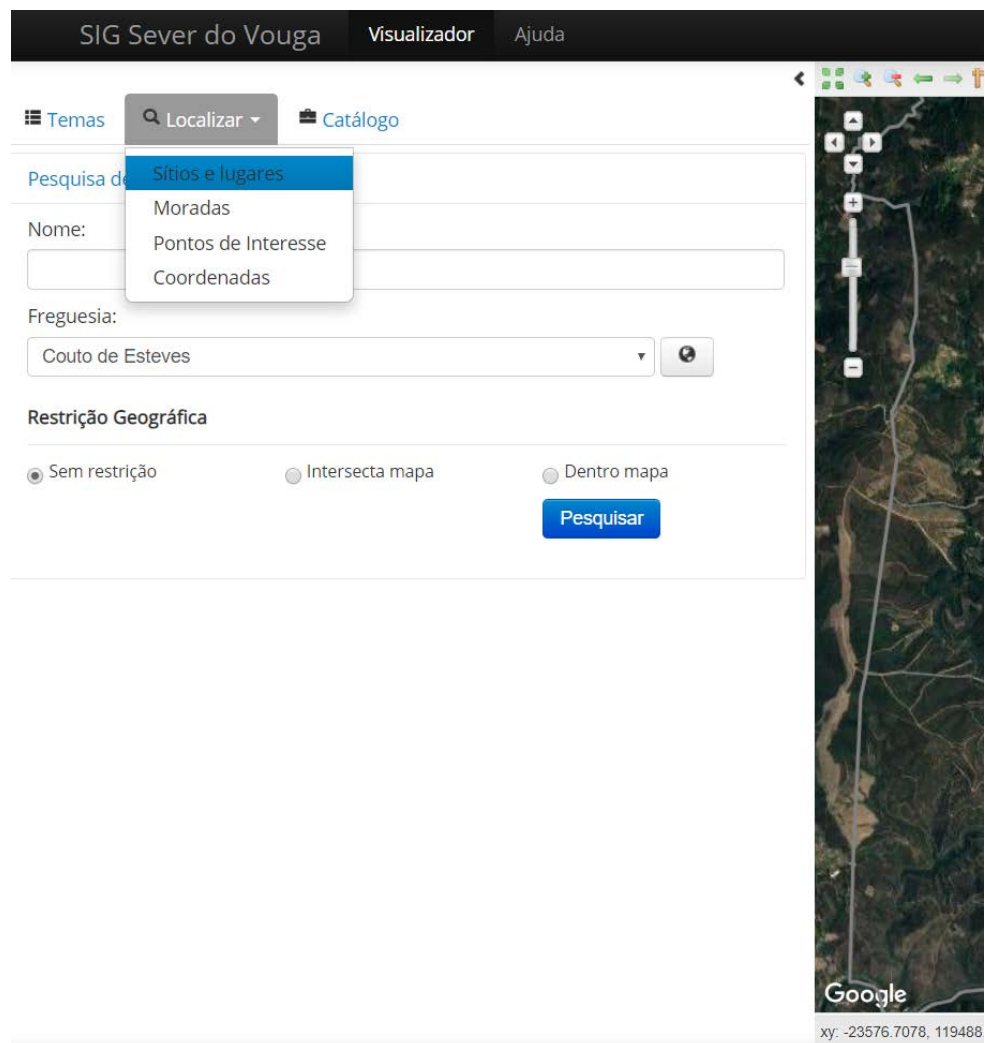 SIG Sever do Vouga Visualizador Ajuda
Temas Localizar Catálogo
Sítios e lugares
Moradas
Pontos de Interesse
Coordenadas
Pesquisa de
Nome:
Freguesia:
Couto de Esteves
Restrição Geográfica
Sem restrição Intersecta mapa Dentro mapa
Pesquisar
Google
xy: -23576.7078, 119488